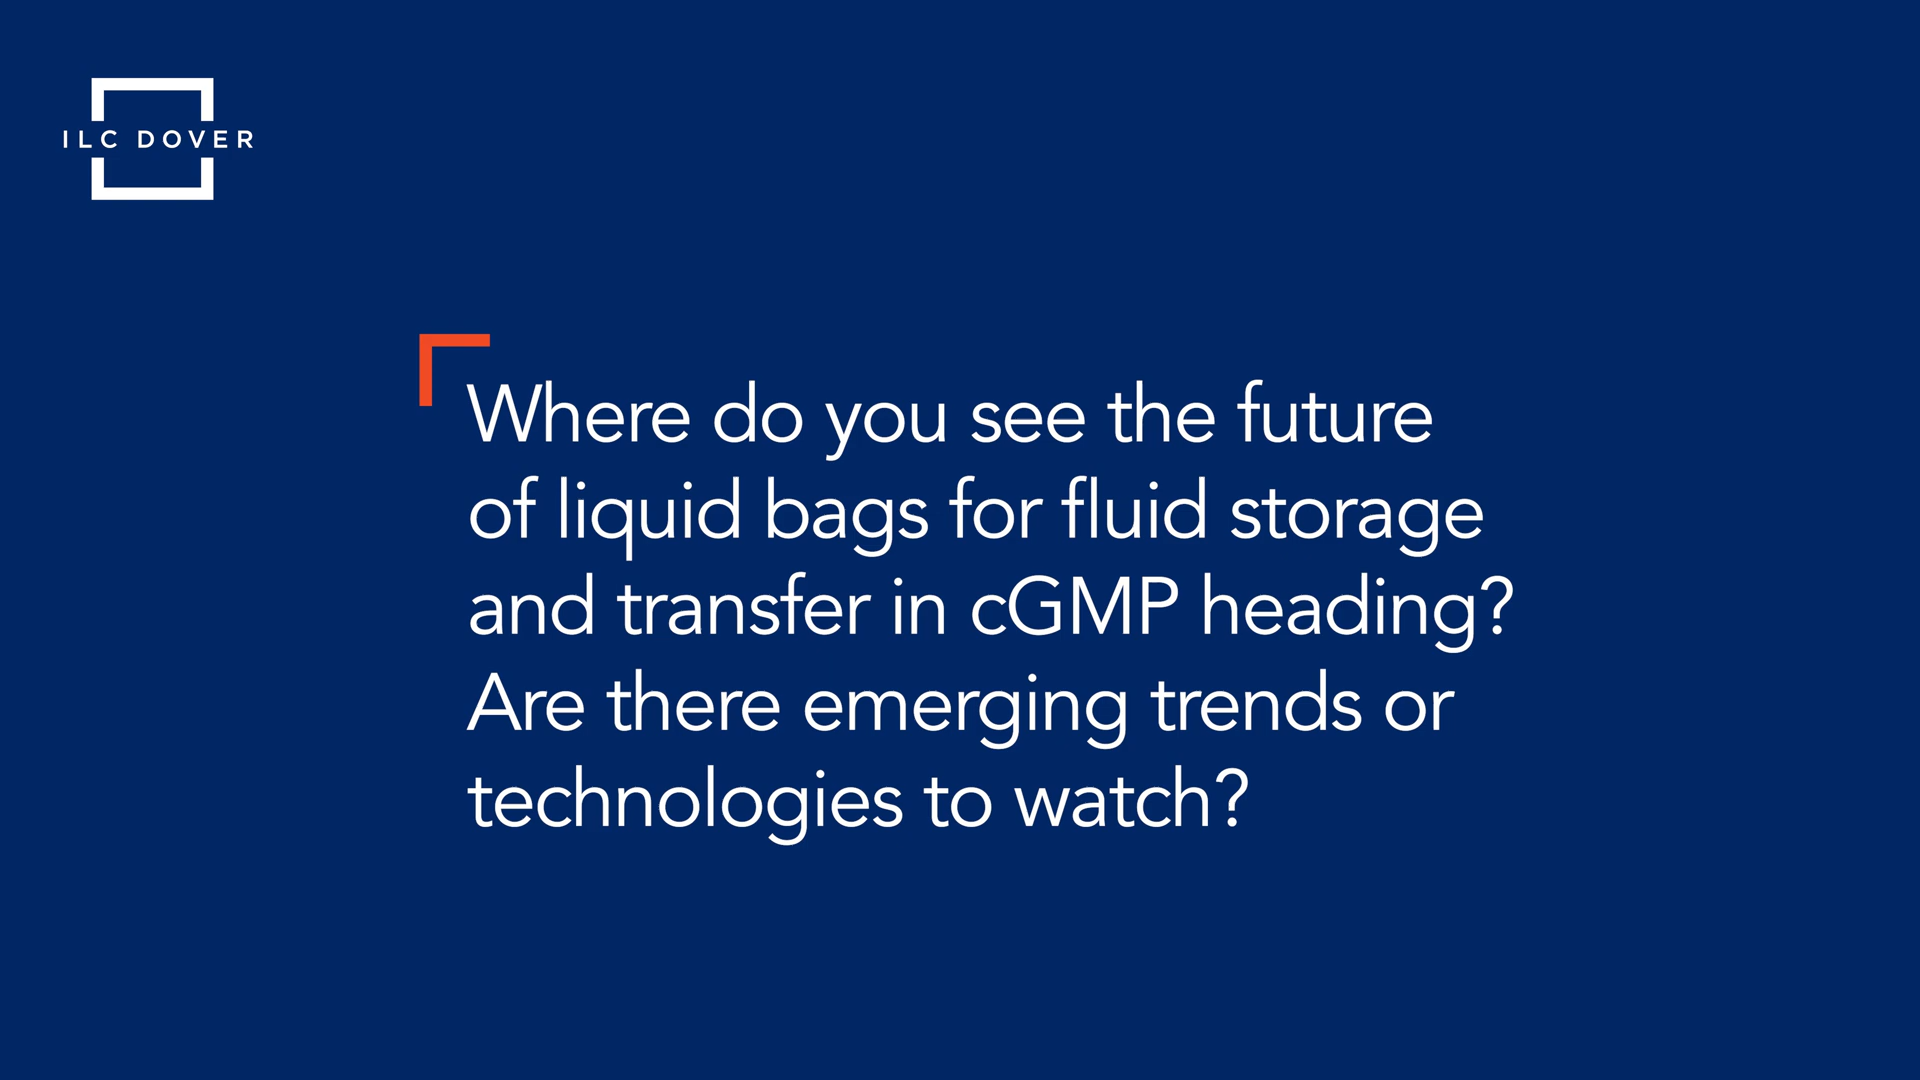 ILC DOVER
Where do you see the future
of liquid bags for fluid storage
and transfer in cGMP heading?
Are there emerging trends or
technologies to watch?